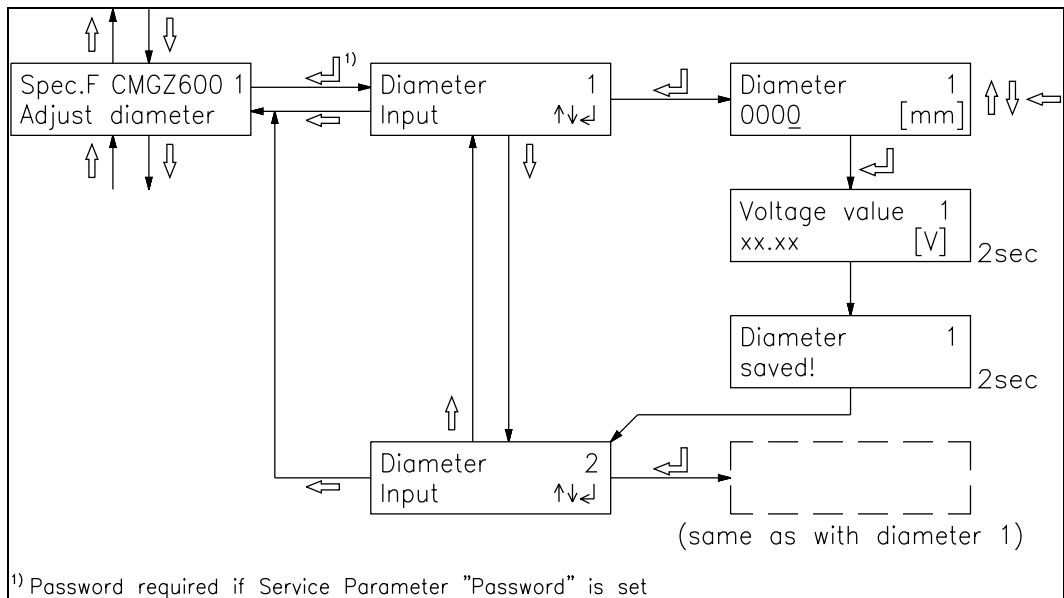 Spec.F CMGZ600 1
Adjust diameter
1)
Diameter 1
Input ↑↓↵
Diameter 1
0000 [mm]
Voltage value 1
xx.xx [V]
2sec
Diameter 1
saved!
2sec
Diameter 2
Input ↑↓↵
(same as with diameter 1)
1) Password required if Service Parameter "Password" is set